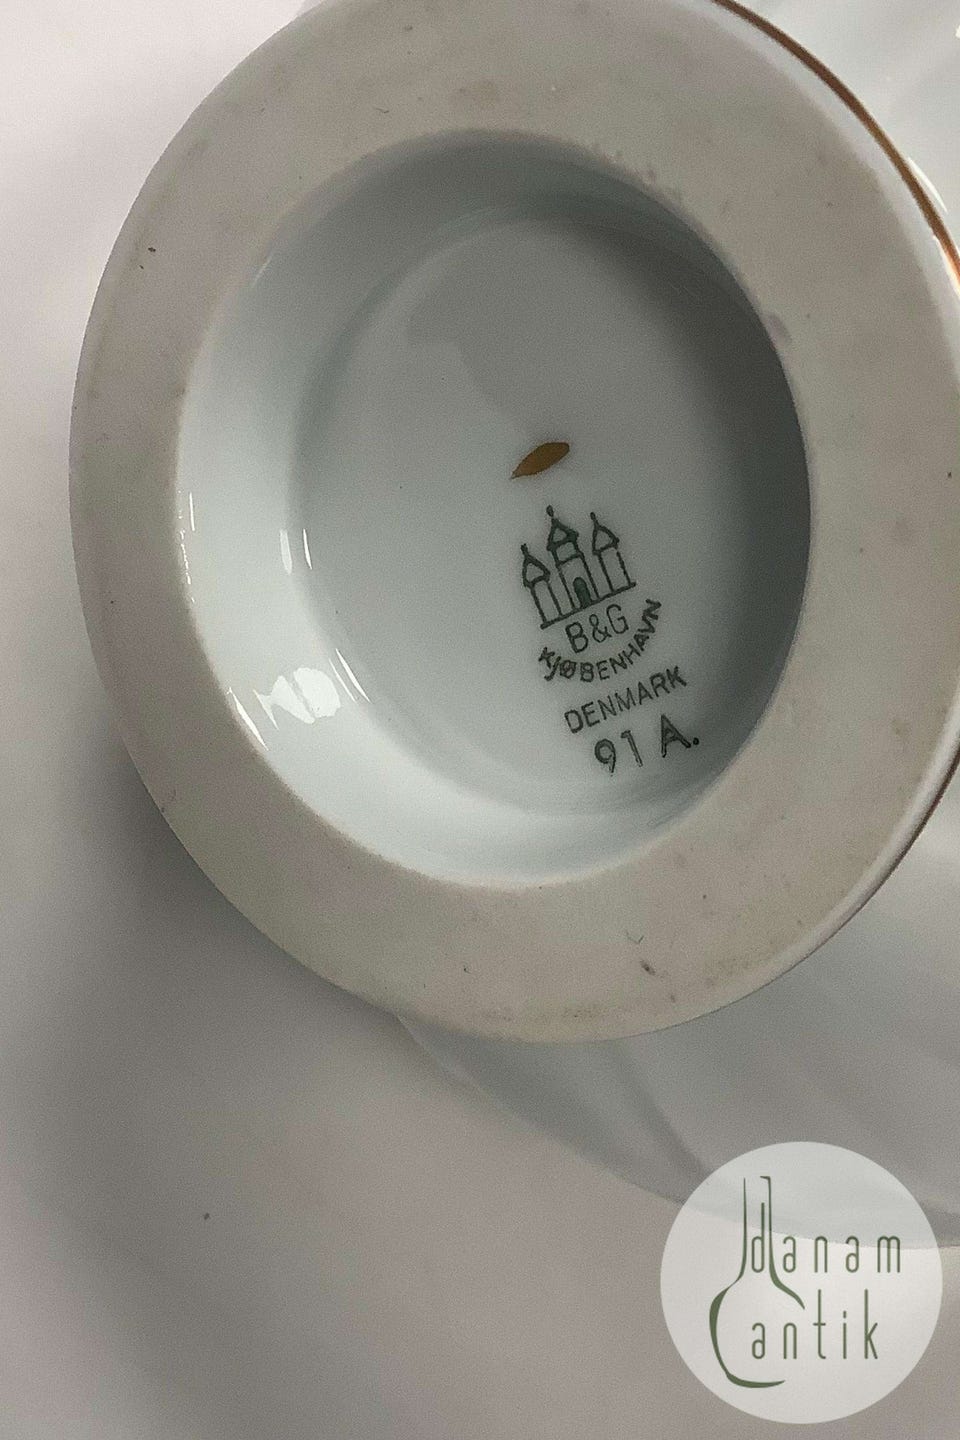 B&G
KJØBENHAVN
DENMARK
91 A.
danam
antik